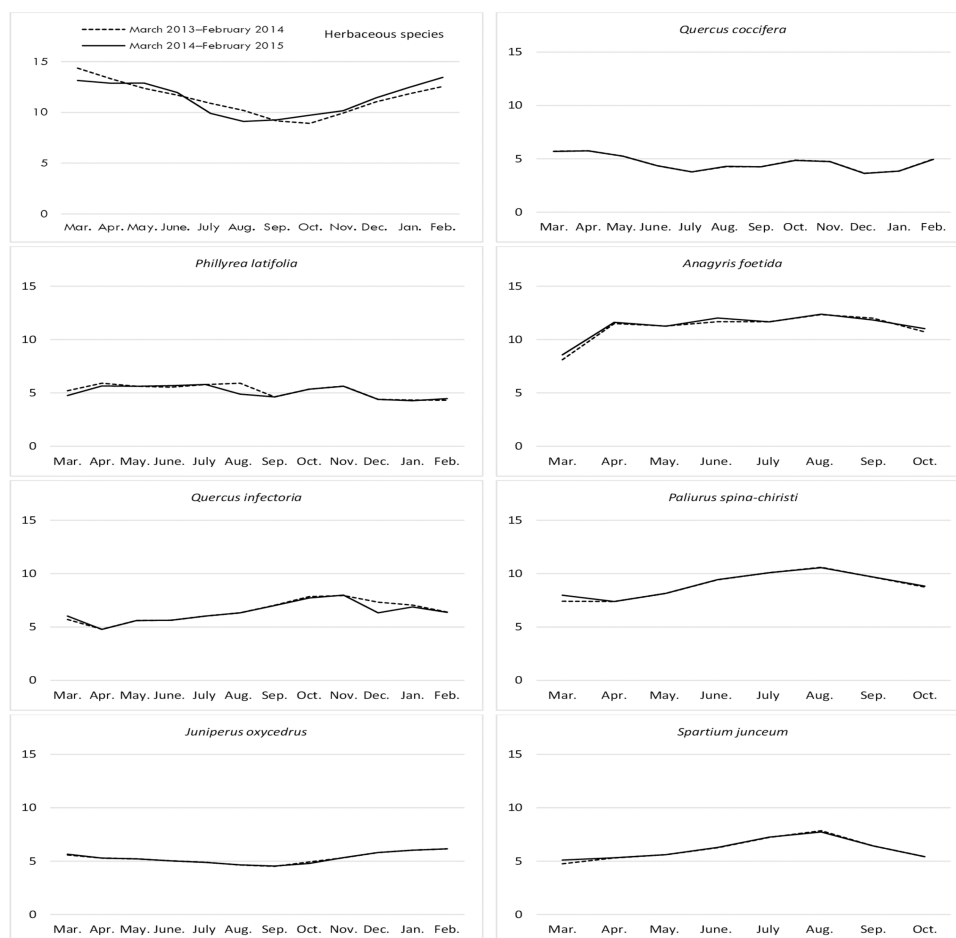 March 2013–February 2014
March 2014–February 2015
Herbaceous species
15
10
5
0
Mar. Apr. May. June. July Aug. Sep. Oct. Nov. Dec. Jan. Feb.
Quercus coccifera
15
10
5
0
Mar. Apr. May. June. July Aug. Sep. Oct. Nov. Dec. Jan. Feb.
Phillyrea latifolia
15
10
5
0
Mar. Apr. May. June. July Aug. Sep. Oct. Nov. Dec. Jan. Feb.
Anagyris foetida
15
10
5
0
Mar. Apr. May. June. July Aug. Sep. Oct.
Quercus infectoria
15
10
5
0
Mar. Apr. May. June. July Aug. Sep. Oct. Nov. Dec. Jan. Feb.
Paliurus spina-chiristi
15
10
5
0
Mar. Apr. May. June. July Aug. Sep. Oct.
Juniperus oxycedrus
15
10
5
0
Mar. Apr. May. June. July Aug. Sep. Oct. Nov. Dec. Jan. Feb.
Spartium junceum
15
10
5
0
Mar. Apr. May. June. July Aug. Sep. Oct.